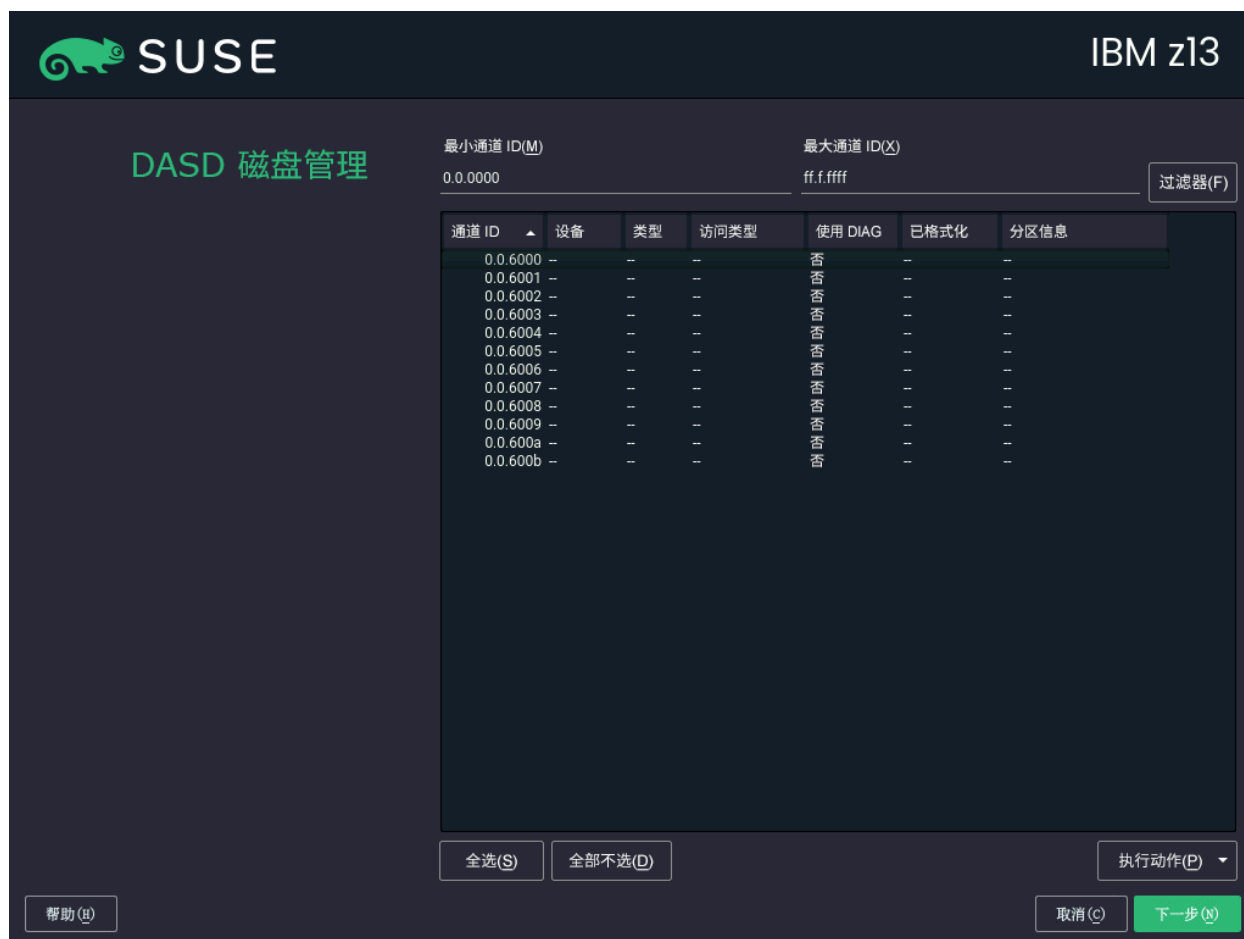 SUSE
IBM z13
DASD 磁盘管理
最小通道 ID(M) 最大通道 ID(X)
0.0.0000 ff.f.ffff 过滤器(F)
通道 ID 设备 类型 访问类型 使用 DIAG 已格式化 分区信息
0.0.6000 -- -- -- 否 -- --
0.0.6001 -- -- -- 否 -- --
0.0.6002 -- -- -- 否 -- --
0.0.6003 -- -- -- 否 -- --
0.0.6004 -- -- -- 否 -- --
0.0.6005 -- -- -- 否 -- --
0.0.6006 -- -- -- 否 -- --
0.0.6007 -- -- -- 否 -- --
0.0.6008 -- -- -- 否 -- --
0.0.6009 -- -- -- 否 -- --
0.0.600a -- -- -- 否 -- --
0.0.600b -- -- -- 否 -- --
全选(S) 全部不选(D) 执行动作(P)
帮助(H) 取消(C) 下一步(N)